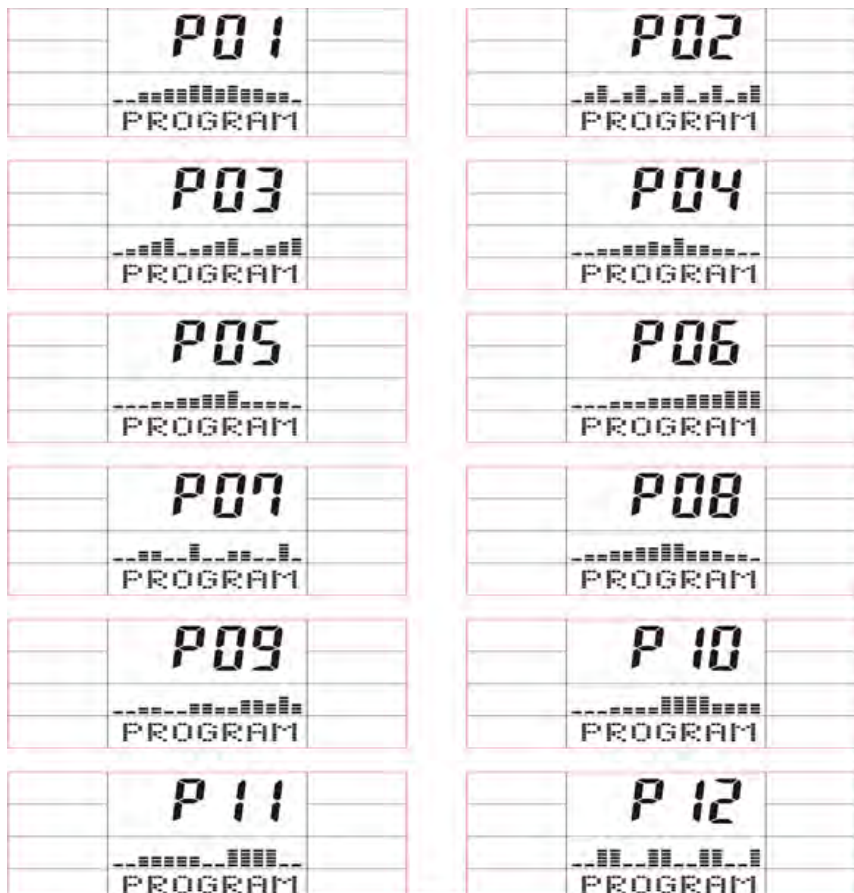 P01
PROGRAM
P02
PROGRAM
P03
PROGRAM
P04
PROGRAM
P05
PROGRAM
P06
PROGRAM
P07
PROGRAM
P08
PROGRAM
P09
PROGRAM
P10
PROGRAM
P11
PROGRAM
P12
PROGRAM